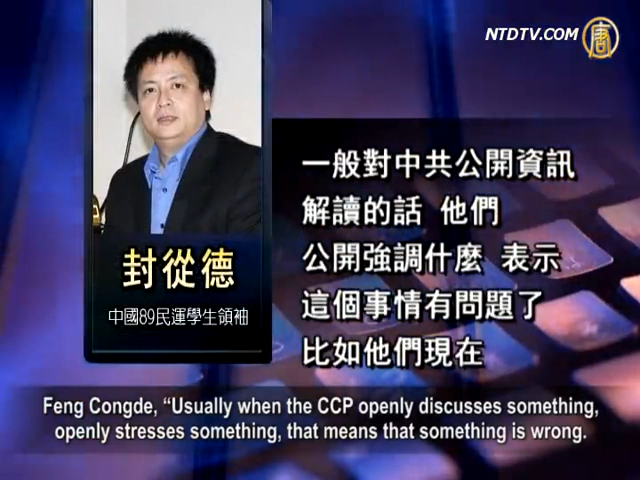 NTDTV.COM
唐
一般對中共公開資訊
解讀的話 他們
公開強調什麼 表示
這個事情有問題了
比如他們現在
封從德
中國89民運學生領袖
Feng Congde, “Usually when the CCP openly discusses something,
openly stresses something, that means that something is wrong.